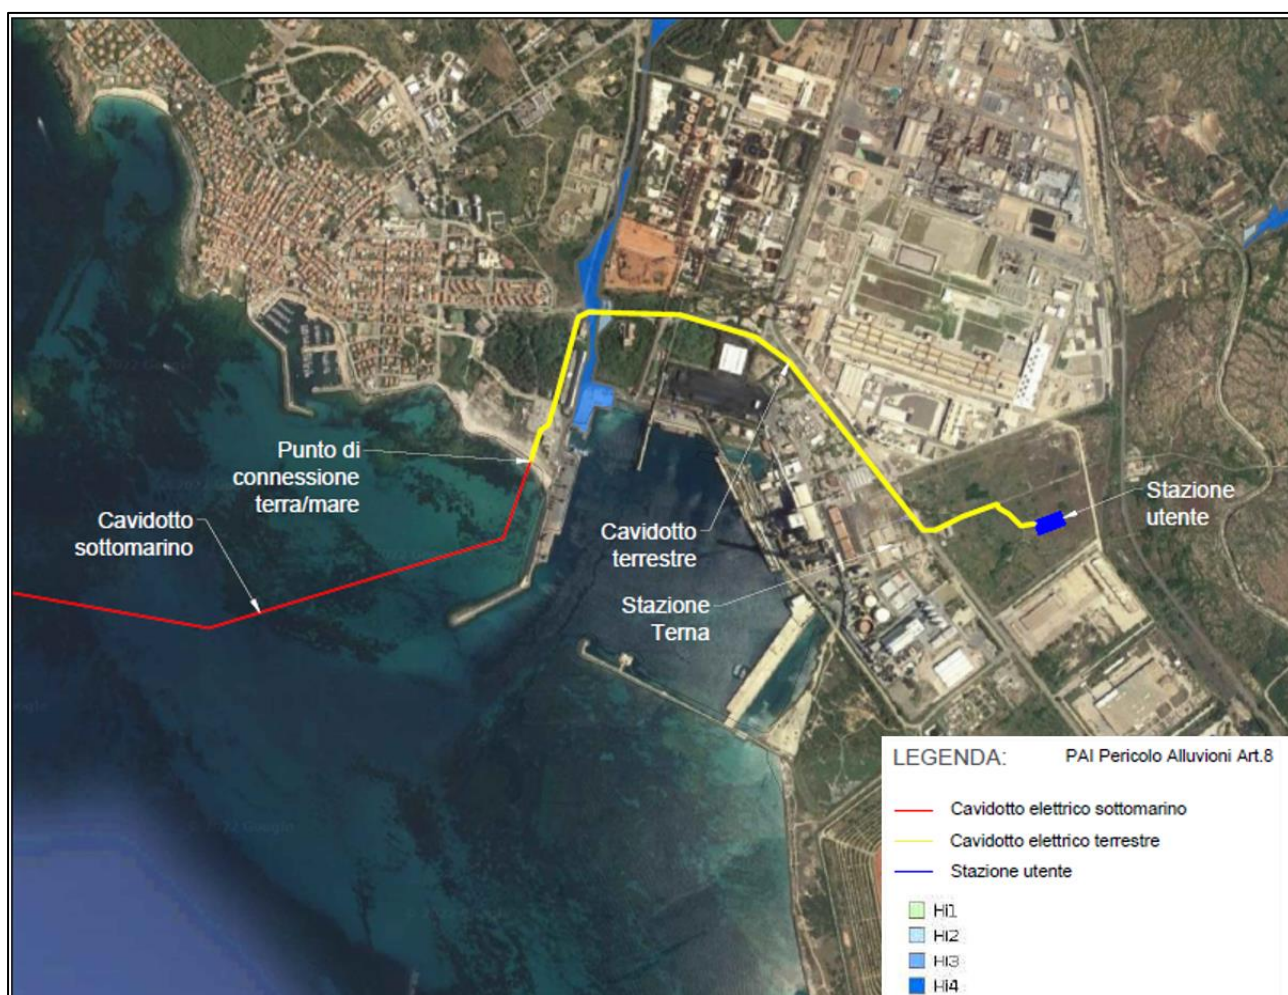 Punto di
connessione
terra/mare
Cavidotto
sottomarino
Cavidotto
terrestre
Stazione
Terna
Stazione
utente
LEGENDA: PAI Pericolo Alluvioni Art.8
Cavidotto elettrico sottomarino
Cavidotto elettrico terrestre
Stazione utente
Hi1
Hi2
Hi3
Hi4